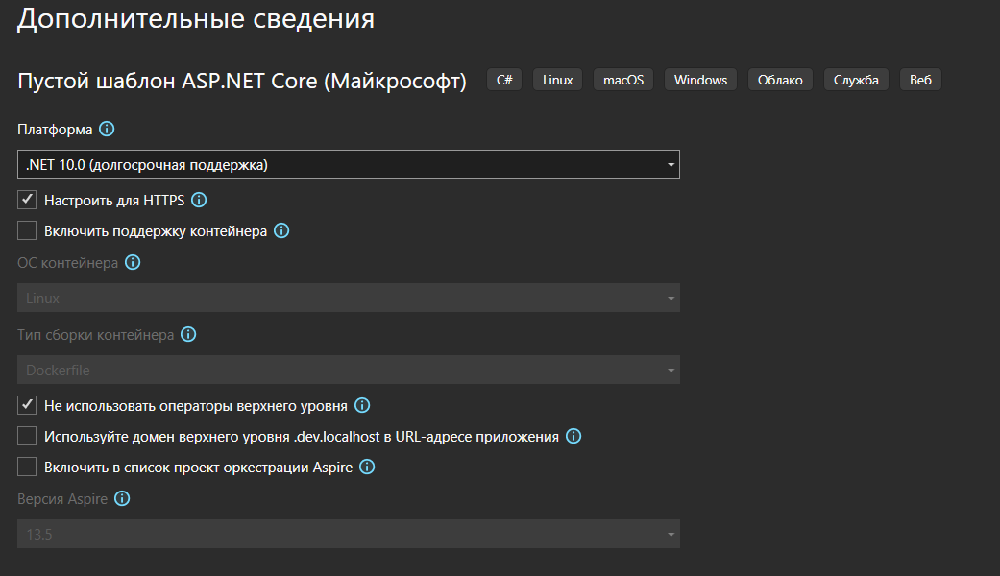 Дополнительные сведения
Пустой шаблон ASP.NET Core (Майкрософт) C# Linux macOS Windows Облако Служба Веб
Платформа
.NET 10.0 (долгосрочная поддержка)
Настроить для HTTPS
Включить поддержку контейнера
ОС контейнера
Linux
Тип сборки контейнера
Dockerfile
Не использовать операторы верхнего уровня
Используйте домен верхнего уровня .dev.localhost в URL-адресе приложения
Включить в список проект оркестрации Aspire
Версия Aspire
13.5